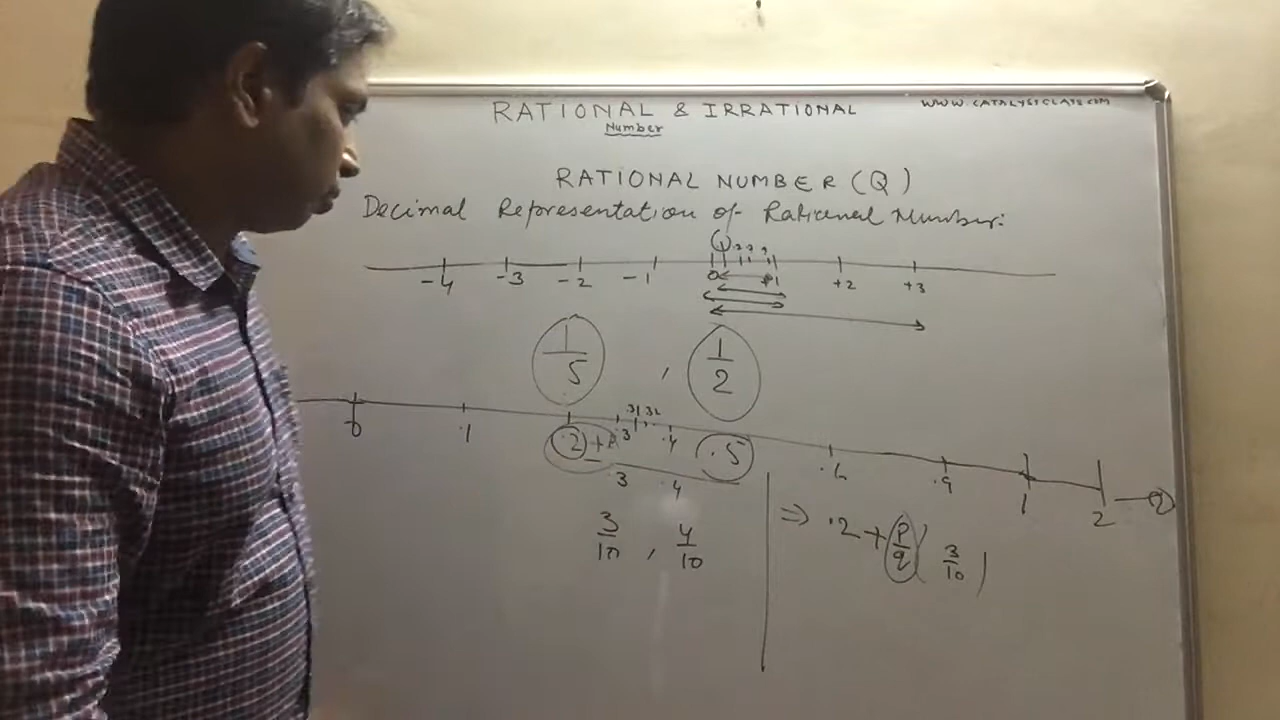 RATIONAL & IRRATIONAL
Number
WWW.CATALYSTCLASS.COM
RATIONAL NUMBER (Q)
Decimal Representation of Rational Number:
-4 -3 -2 -1 0 +1 +2 +3
1/5 , 1/2
.31 .32
0 .1 .2 + .3 .4 .5 .6 .9 1 2
.3 .4
3/10 , 4/10
⇒ .2 + p/q ( 3/10 )